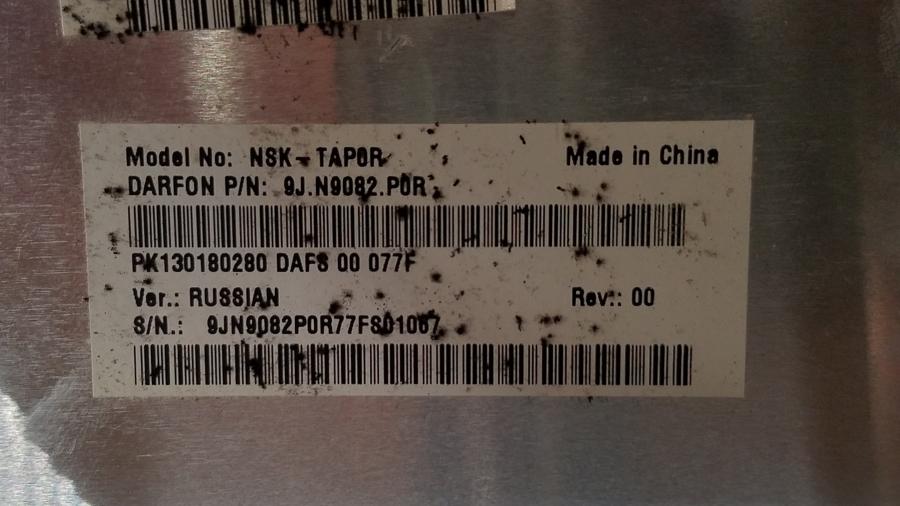 Model No: NSK-TAP0R Made in China
DARFON P/N: 9J.N9082.P0R
PK130180280 DAFS 00 077F
Ver.: RUSSIAN Rev.: 00
S/N.: 9JN9082P0R77FS01067